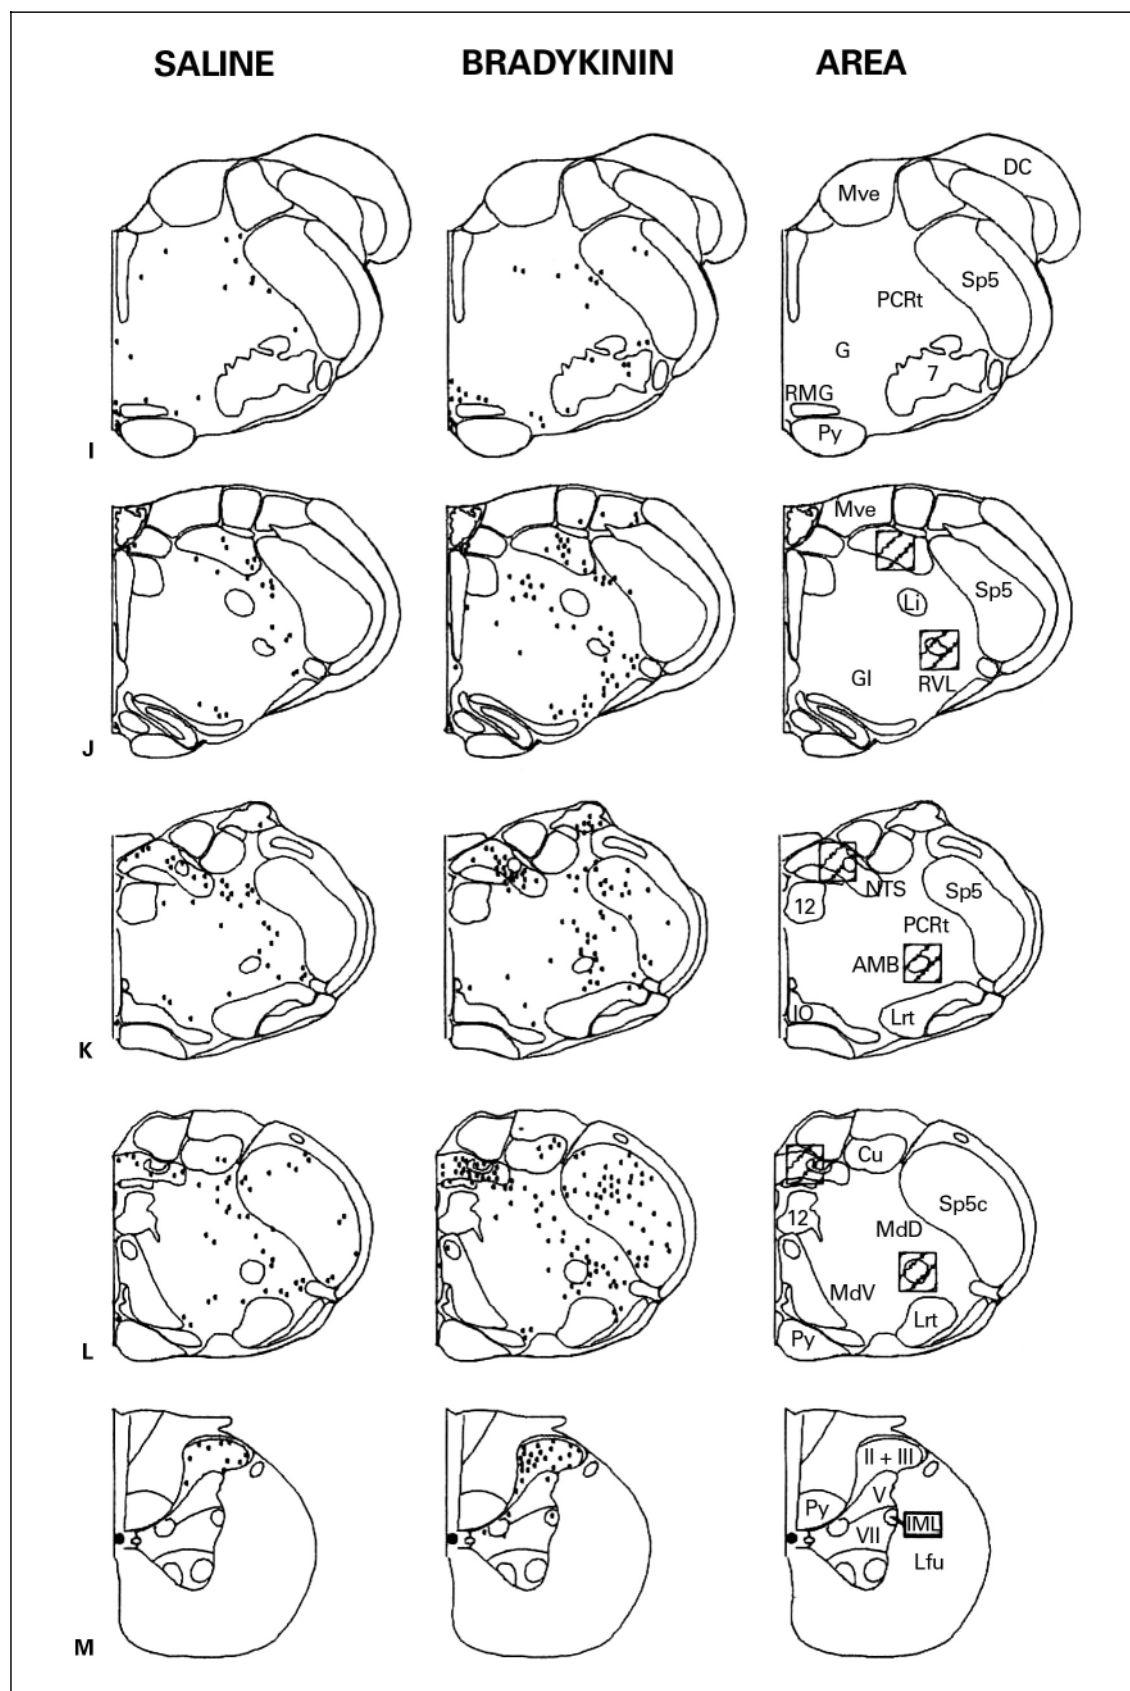 SALINE BRADYKININ AREA
DC
Mve
Sp5
PCRt
G
7
RMG
Py
I
Mve
Li
Sp5
GI
RVL
J
NTS
12
Sp5
PCRt
AMB
IO
Lrt
K
Cu
12
Sp5c
MdD
MdV
Lrt
Py
L
II + III
V
Py
VII
IML
Lfu
M